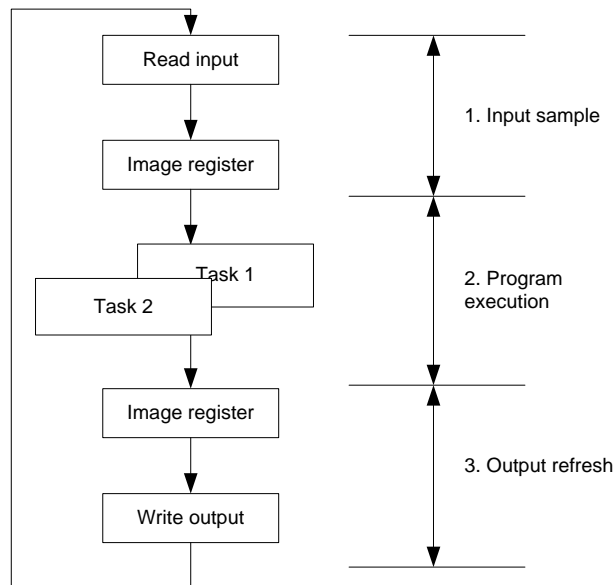 Read input
1. Input sample
Image register
Task 1
Task 2
2. Program
execution
Image register
3. Output refresh
Write output